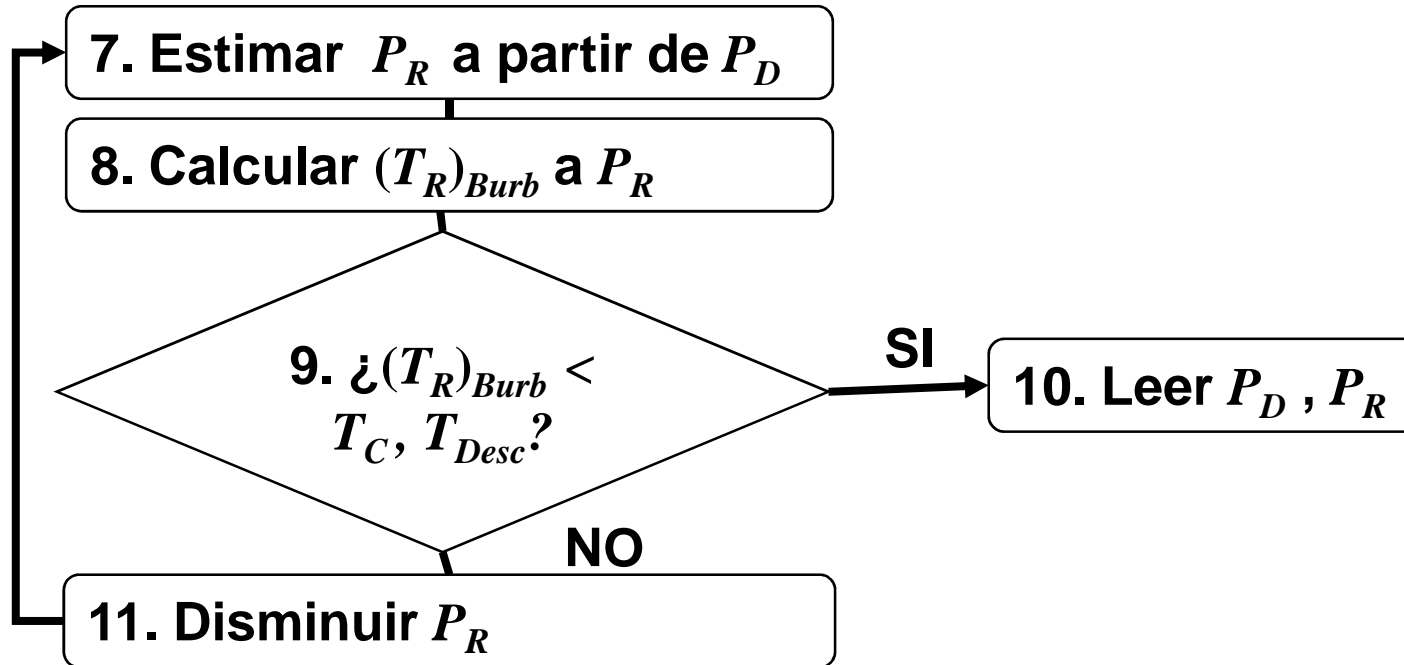 7. Estimar P_R a partir de P_D
8. Calcular (T_R)_Burb a P_R
9. ¿(T_R)_Burb <
T_C, T_Desc?
SI
10. Leer P_D , P_R
NO
11. Disminuir P_R